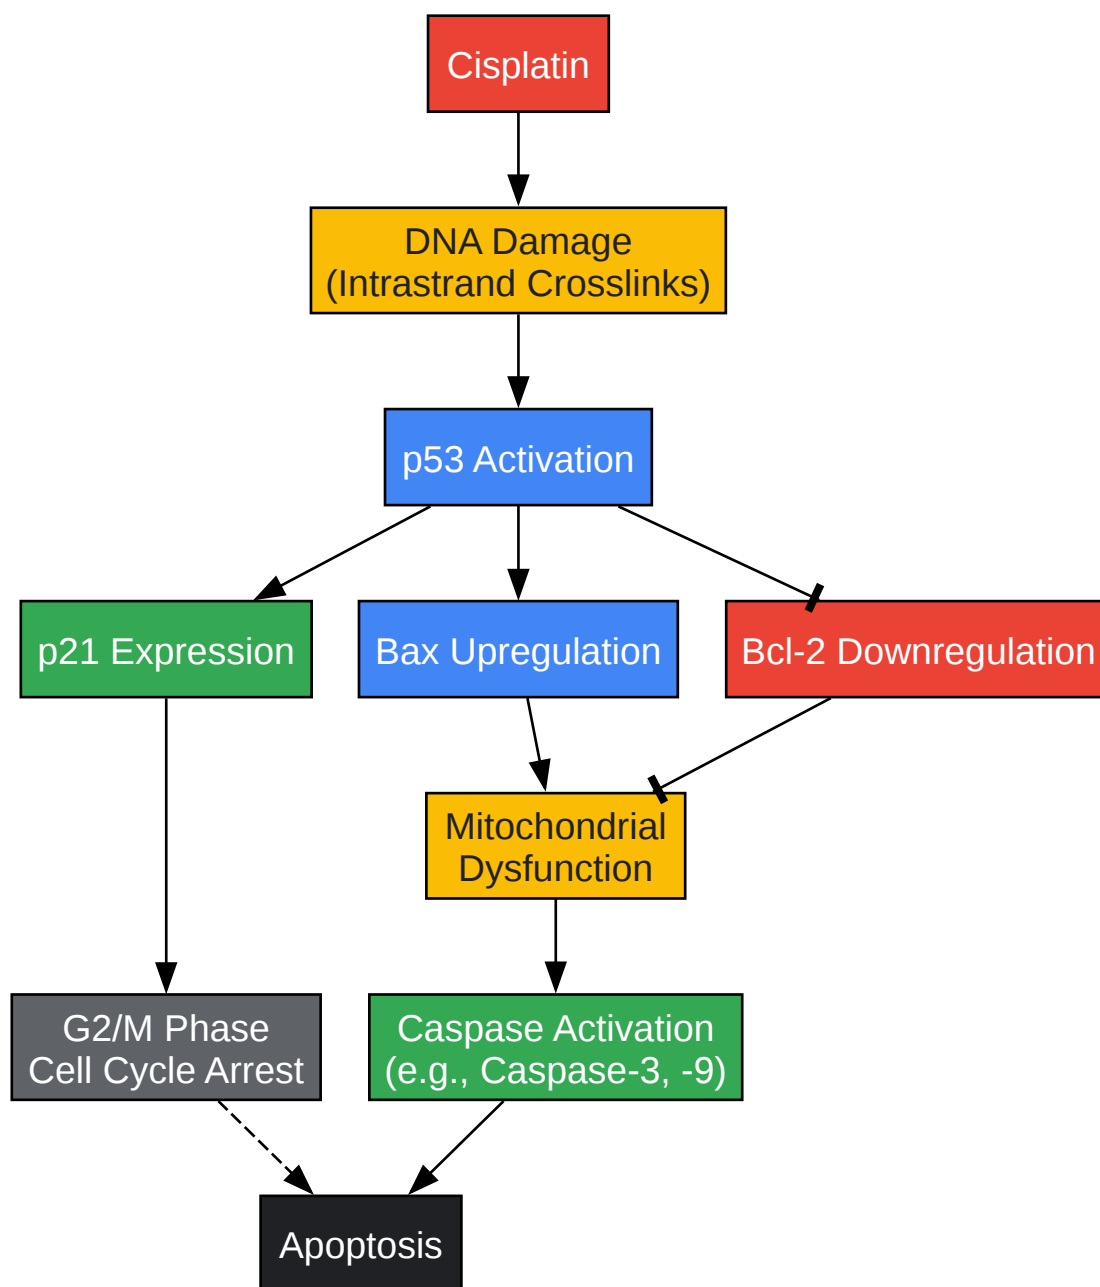 Cisplatin
DNA Damage
(Intrastrand Crosslinks)
p53 Activation
p21 Expression
Bax Upregulation
Bcl-2 Downregulation
Mitochondrial
Dysfunction
G2/M Phase
Cell Cycle Arrest
Caspase Activation
(e.g., Caspase-3, -9)
Apoptosis